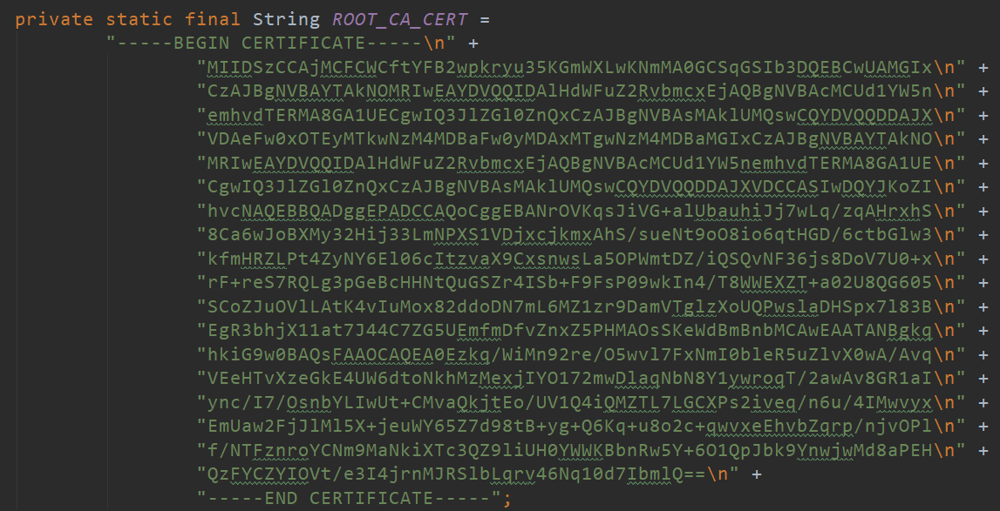 private static final String ROOT_CA_CERT =
"-----BEGIN CERTIFICATE-----\n" +
"MIIDSzCCAjMCFCWCftYFB2wpkryu35KGmWXLwKNmMA0GCSqGSIb3DQEBCwUAMGIx\n" +
"CzAJBgNVBAYTAkNOMRIwEAYDVQQIDAlHdWFuZ2RvbmcxEjAQBgNVBAcMCUd1YW5n\n" +
"emhvdTERMA8GA1UECgwIQ3JlZGl0ZnQxCzAJBgNVBAsMAklUMQswCQYDVQQDDAJX\n" +
"VDAeFw0xOTEyMTkwNzM4MDBaFw0yMDAxMTgwNzM4MDBaMGIxCzAJBgNVBAYTAkNO\n" +
"MRIwEAYDVQQIDAlHdWFuZ2RvbmcxEjAQBgNVBAcMCUd1YW5nemhvdTERMA8GA1UE\n" +
"CgwIQ3JlZGl0ZnQxCzAJBgNVBAsMAklUMQswCQYDVQQDDAJXVDCCASIwDQYJKoZI\n" +
"hvcNAQEBBQADggEPADCCAQoCggEBANrOVKqsJiVG+alUbauhiJj7wLq/zqAHrxhS\n" +
"8Ca6wJoBXMy32Hij33LmNPXS1VDjxcjkmxAhS/sueNt9oO8io6qtHGD/6ctbGlw3\n" +
"kfmHRZLPt4ZyNY6El06cItzvaX9CxsnwsLa5OPWmtDZ/iQSQvNF36js8DoV7U0+x\n" +
"rF+reS7RQLg3pGeBcHHNtQuGSZr4ISb+F9FsP09wkIn4/T8WWEXZT+a02U8QG605\n" +
"SCoZJuOVlLAtK4vIuMox82ddoDN7mL6MZ1zr9DamVTglzXoUQPwslaDHSpx7l83B\n" +
"EgR3bhjX11at7J44C7ZG5UEmfmDfvZnxZ5PHMAOsSKeWdBmBnbMCAwEAATANBgkq\n" +
"hkiG9w0BAQsFAAOCAQEA0Ezkq/WiMn92re/O5wvl7FxNmI0bleR5uZlvX0wA/Avq\n" +
"VEeHTvXzeGkE4UW6dtoNkhMzMexjIYO172mwDlaqNbN8Y1ywroqT/2awAv8GR1aI\n" +
"ync/I7/OsnbYLIwUt+CMvaQkjtEo/UV1Q4iQMZTL7LGCXPs2iveq/n6u/4IMwvyx\n" +
"EmUaw2FjJlMl5X+jeuWY65Z7d98tB+yg+Q6Kq+u8o2c+qwvxeEhvbZqrp/njvOPl\n" +
"f/NTFznroYCNm9MaNkiXTc3QZ9liUH0YWWKBbnRw5Y+6O1QpJbk9YnwjwMd8aPEH\n" +
"QzFYCZYIOVt/e3I4jrnMJRSlbLqrv46Nq10d7IbmlQ==\n" +
"-----END CERTIFICATE-----";